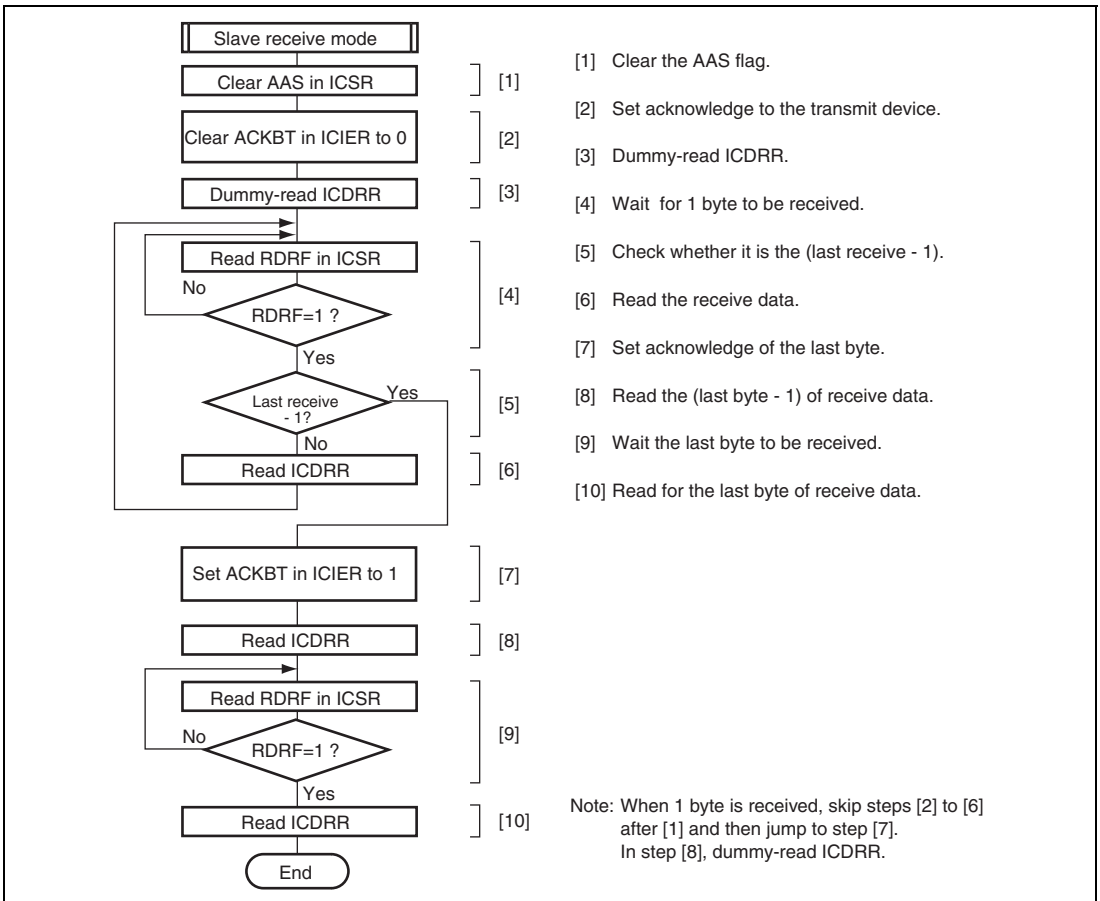 Slave receive mode
Clear AAS in ICSR
[1]
Clear ACKBT in ICIER to 0
[2]
Dummy-read ICDRR
[3]
Read RDRF in ICSR
No
RDRF=1 ?
[4]
Yes
Last receive
- 1?
Yes
[5]
No
Read ICDRR
[6]
Set ACKBT in ICIER to 1
[7]
Read ICDRR
[8]
Read RDRF in ICSR
No
RDRF=1 ?
[9]
Yes
Read ICDRR
[10]
End
[1] Clear the AAS flag.
[2] Set acknowledge to the transmit device.
[3] Dummy-read ICDRR.
[4] Wait for 1 byte to be received.
[5] Check whether it is the (last receive - 1).
[6] Read the receive data.
[7] Set acknowledge of the last byte.
[8] Read the (last byte - 1) of receive data.
[9] Wait the last byte to be received.
[10] Read for the last byte of receive data.
Note: When 1 byte is received, skip steps [2] to [6]
after [1] and then jump to step [7].
In step [8], dummy-read ICDRR.